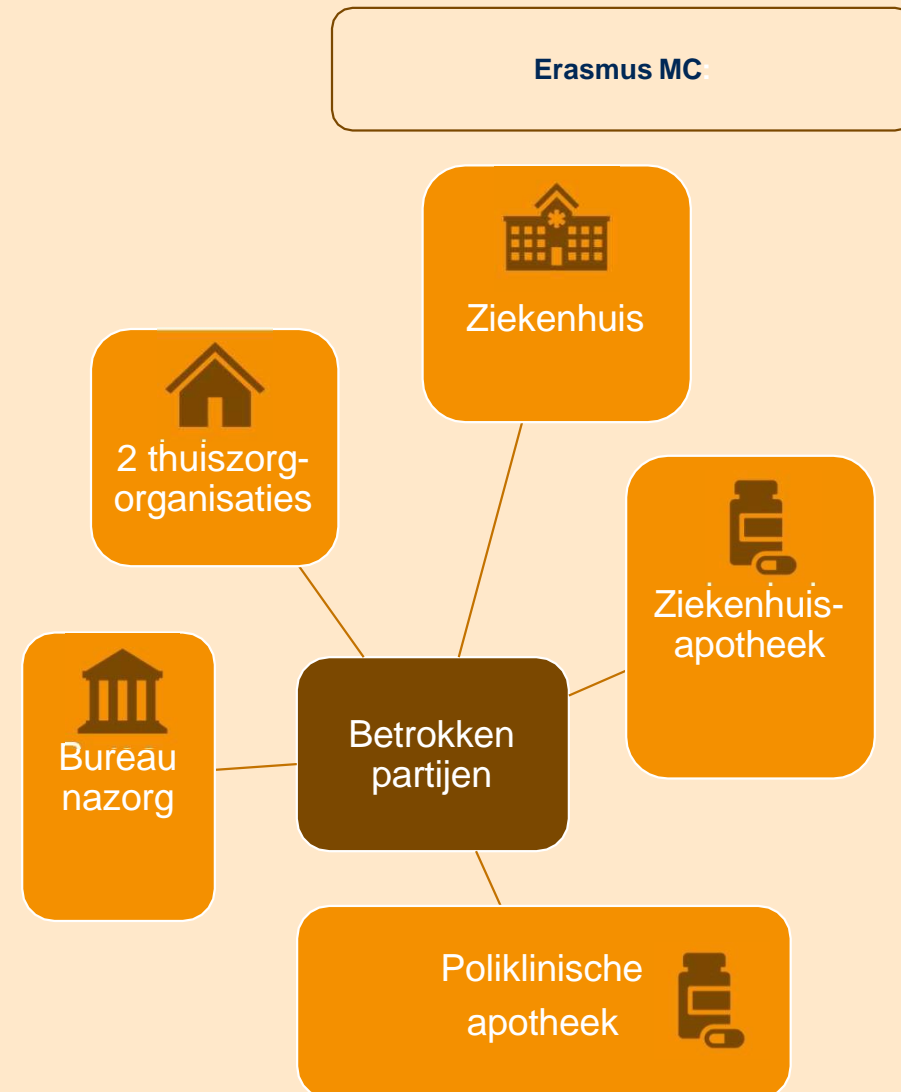 Erasmus MC:
Ziekenhuis
2 thuiszorg-
organisaties
Ziekenhuis-
apotheek
Betrokken
partijen
Bureau
nazorg
Poliklinische
apotheek